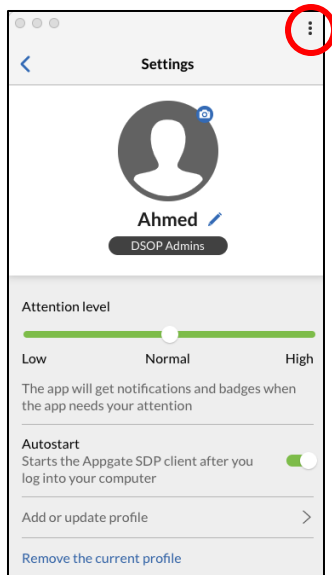 Settings
Ahmed
DSOP Admins
Attention level
Low Normal High
The app will get notifications and badges when
the app needs your attention
Autostart
Starts the Appgate SDP client after you
log into your computer
Add or update profile
Remove the current profile